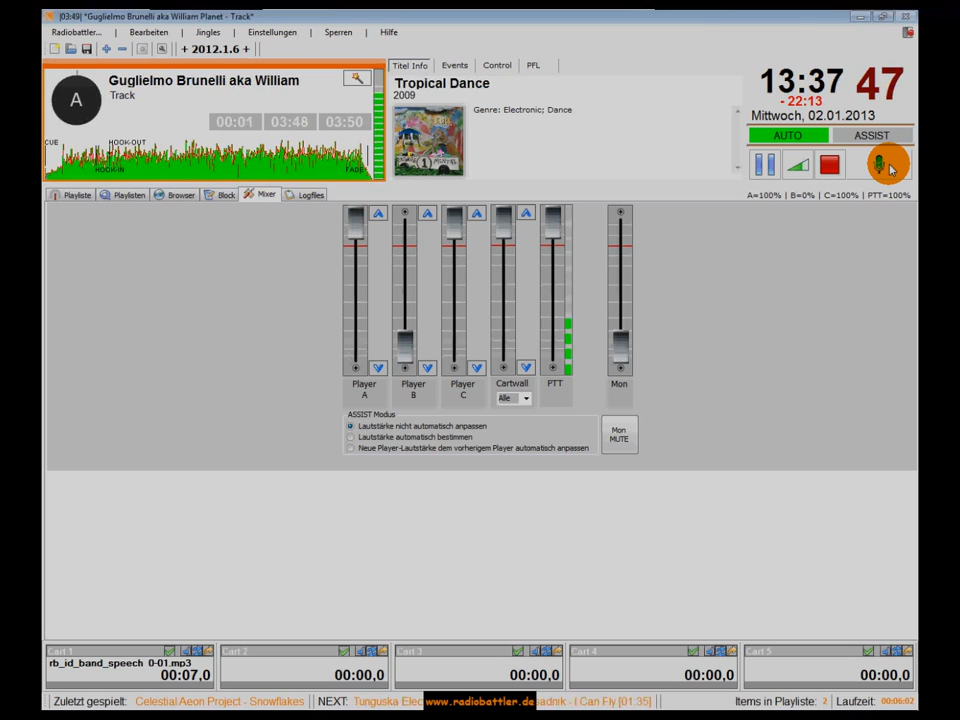 [03:49] *Guglielmo Brunelli aka William Planet - Track*
Radiobattler... | Bearbeiten | Jingles | Einstellungen | Sperren | Hilfe
+ 2012.1.6 +
Guglielmo Brunelli aka William
Track
A
00:01 03:48 03:50
CUE HOOK-OUT
HOOK-IN FADE
Titel Info Events Control PFL
Tropical Dance
2009
Genre: Electronic; Dance
13:37 47
- 22:13
Mittwoch, 02.01.2013
AUTO ASSIST
A=100% | B=0% | C=100% | PTT=100%
Playliste Playlisten Browser Block Mixer Logfiles
Player A
Player B
Player C
Cartwall
Alle
PTT
Mon
ASSIST Modus
Lautstärke nicht automatisch anpassen
Lautstärke automatisch bestimmen
Neue Player-Lautstärke dem vorherigem Player automatisch anpassen
Mon
MUTE
Cart 1 Cart 2 Cart 3 Cart 4 Cart 5
rb_id_band_speech 0-01.mp3
00:07,0 00:00,0 00:00,0 00:00,0 00:00,0
Zuletzt gespielt: Celestial Aeon Project - Snowflakes NEXT: Tunguska Elec www.radiobattler.de - I Can Fly [01:35] Items in Playliste: 2 Laufzeit: 00:06:02